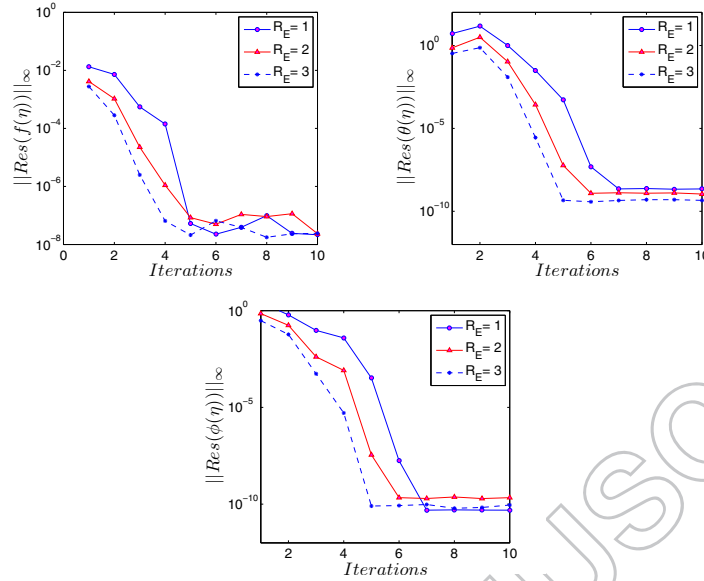 ||Res(f(η))||∞
10^-2
10^-4
10^-6
10^-8
0 2 4 6 8 10
Iterations
R_E= 1
R_E= 2
R_E= 3
||Res(θ(η))||∞
10^0
10^-5
10^-10
2 4 6 8 10
Iterations
R_E= 1
R_E= 2
R_E= 3
||Res(ϕ(η))||∞
10^0
10^-5
10^-10
2 4 6 8 10
Iterations
R_E= 1
R_E= 2
R_E= 3